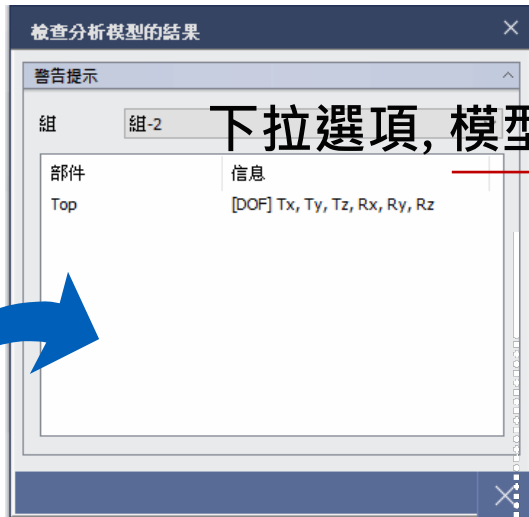 檢查分析模型的結果
警告提示
組 組-2
下拉選項, 模型
部件 信息
Top [DOF] Tx, Ty, Tz, Rx, Ry, Rz